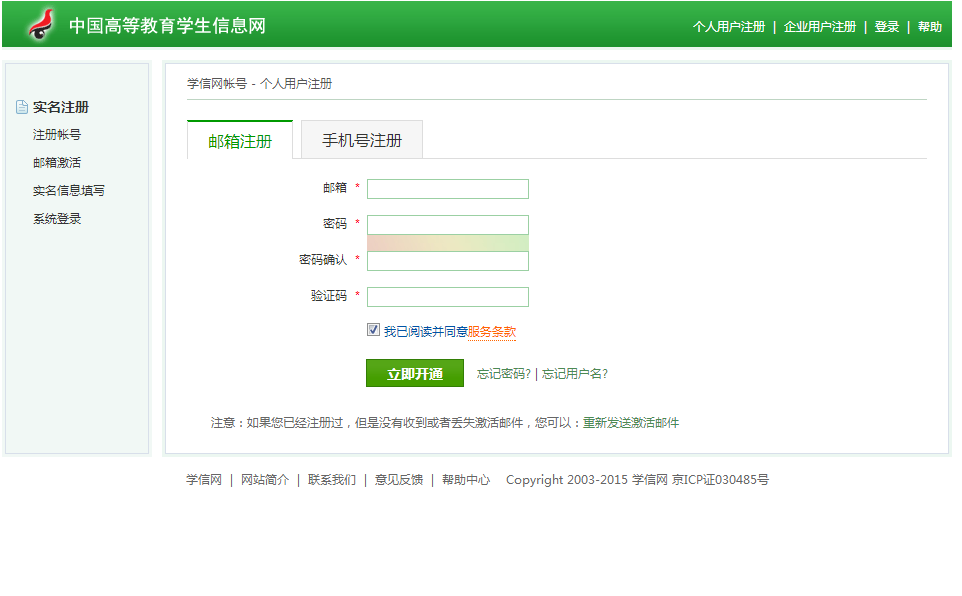 中国高等教育学生信息网
个人用户注册 | 企业用户注册 | 登录 | 帮助
实名注册
注册帐号
邮箱激活
实名信息填写
系统登录
学信网帐号 - 个人用户注册
邮箱注册 手机号注册
邮箱 *
密码 *
密码确认 *
验证码 *
我已阅读并同意服务条款
立即开通 忘记密码? | 忘记用户名?
注意：如果您已经注册过，但是没有收到或者丢失激活邮件，您可以：重新发送激活邮件
学信网 | 网站简介 | 联系我们 | 意见反馈 | 帮助中心 Copyright 2003-2015 学信网 京ICP证030485号